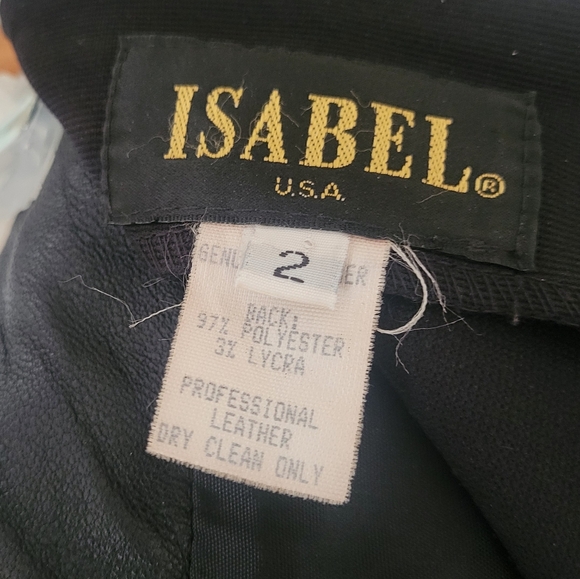 ISABEL®
U.S.A.
2
BACK:
97% POLYESTER
3% LYCRA
PROFESSIONAL
LEATHER
DRY CLEAN ONLY